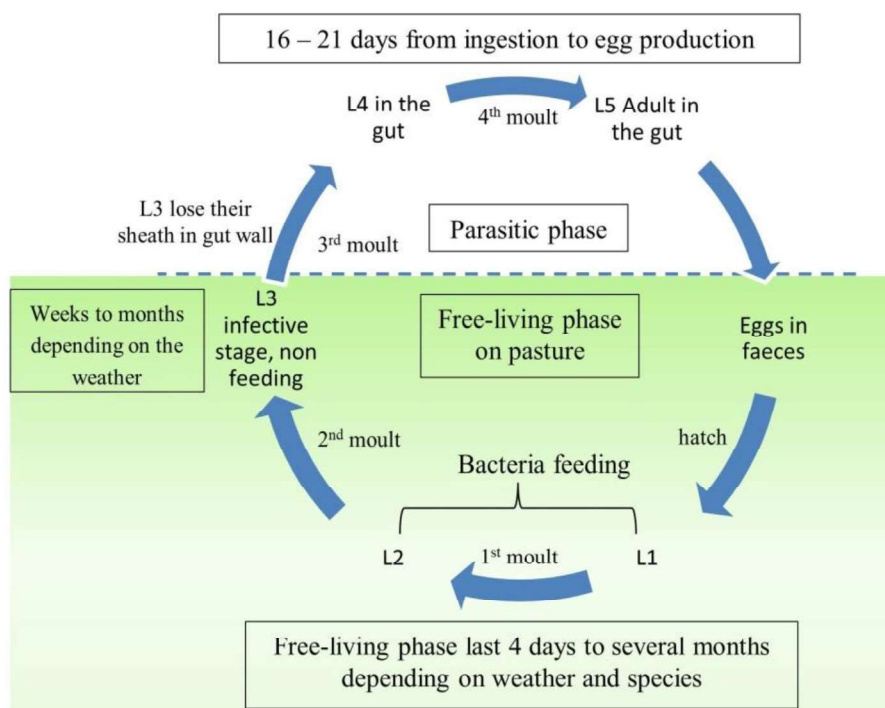 16 – 21 days from ingestion to egg production
L4 in the
gut
4th moult
L5 Adult in
the gut
L3 lose their
sheath in gut wall
3rd moult
Parasitic phase
Weeks to months
depending on the
weather
L3
infective
stage, non
feeding
Free-living phase
on pasture
Eggs in
faeces
2nd moult
hatch
Bacteria feeding
L2
1st moult
L1
Free-living phase last 4 days to several months
depending on weather and species